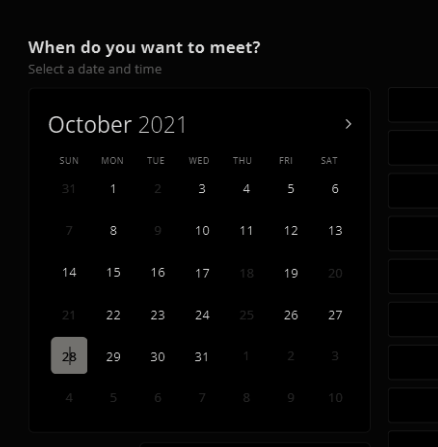 When do you want to meet?
Select a date and time
October 2021
SUN MON TUE WED THU FRI SAT
31 1 2 3 4 5 6
7 8 9 10 11 12 13
14 15 16 17 18 19 20
21 22 23 24 25 26 27
28 29 30 31 1 2 3
4 5 6 7 8 9 10